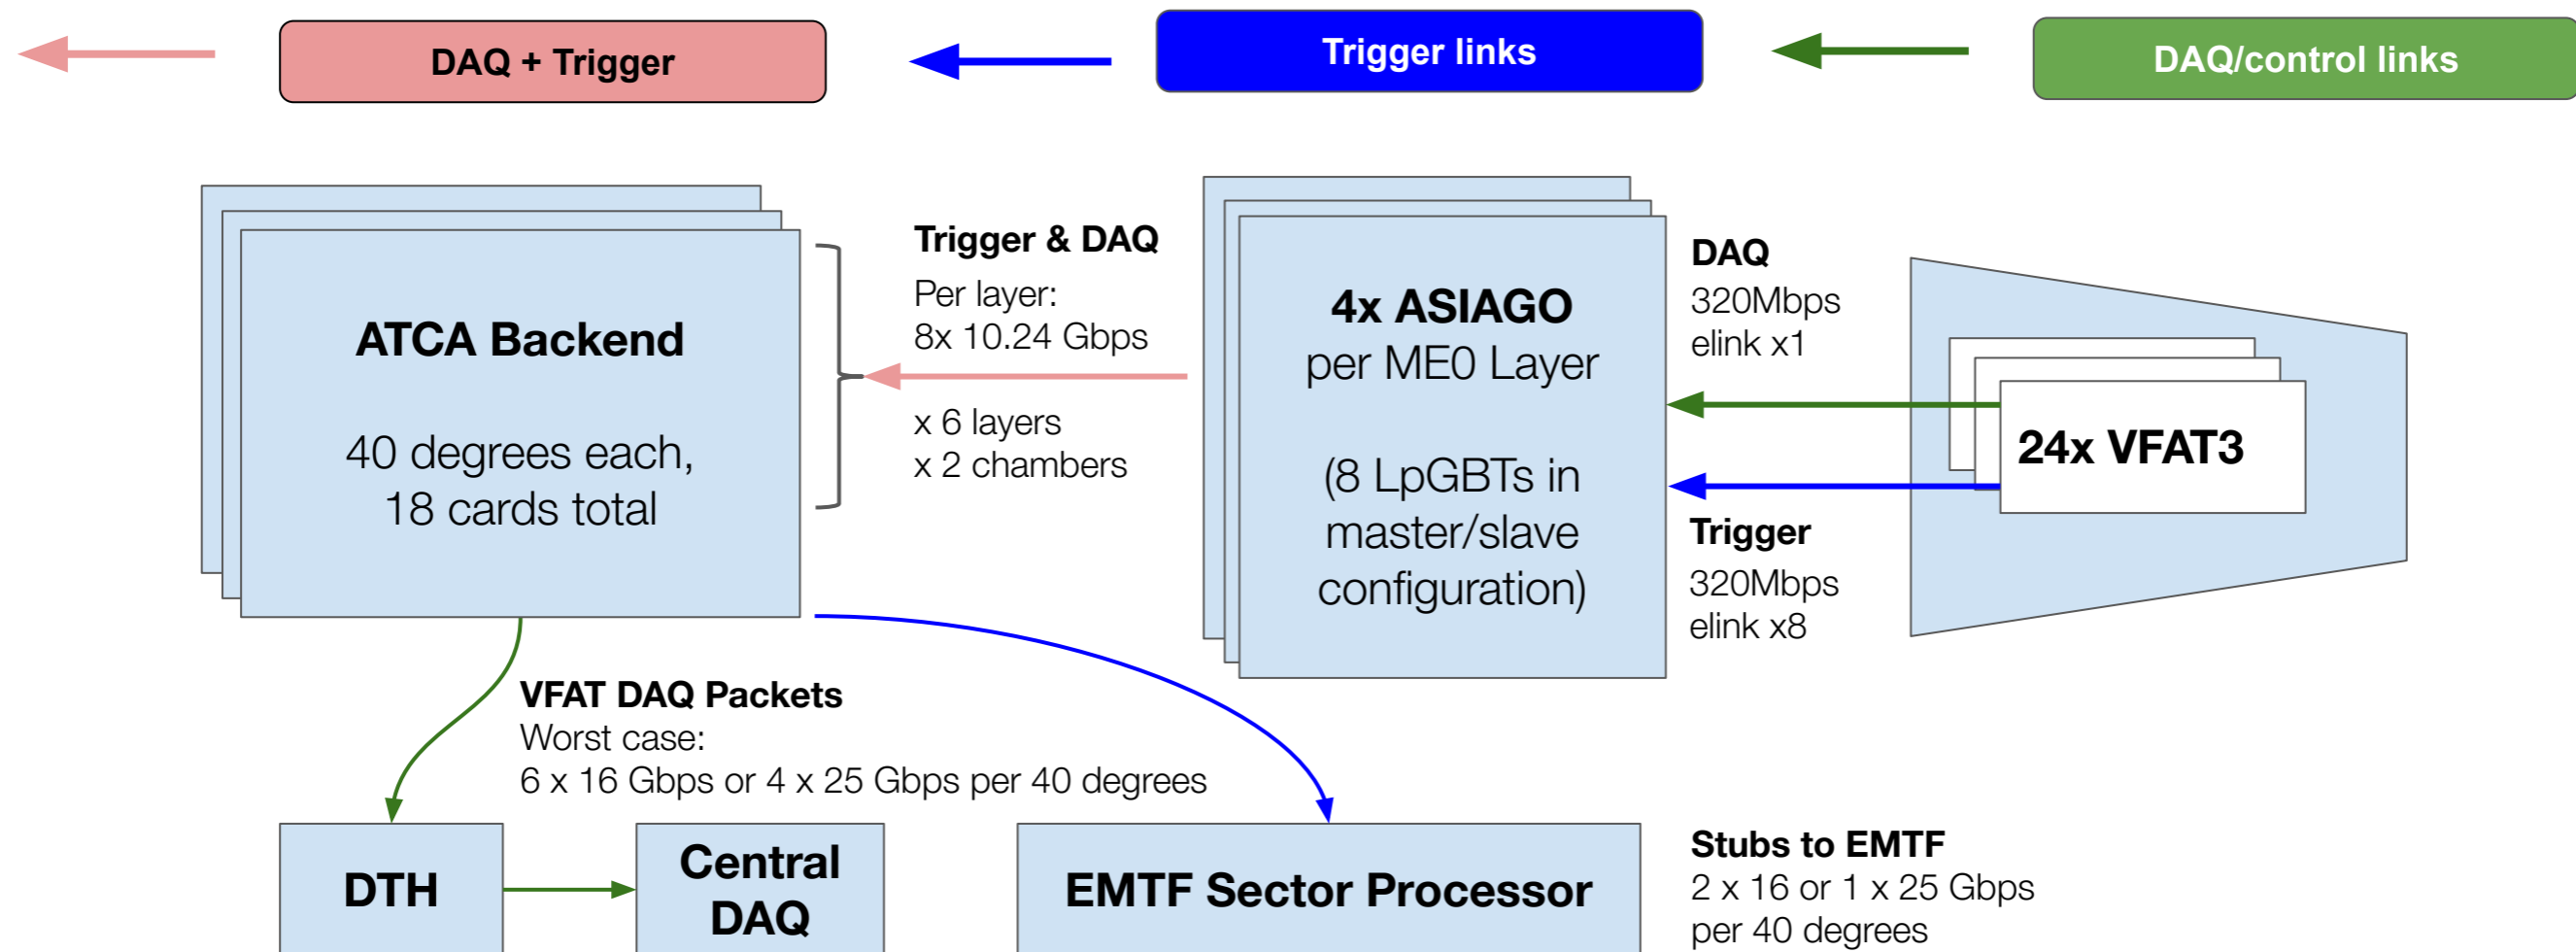 DAQ + Trigger
Trigger links
DAQ/control links
ATCA Backend
40 degrees each,
18 cards total
Trigger & DAQ
Per layer:
8x 10.24 Gbps
x 6 layers
x 2 chambers
4x ASIAGO
per ME0 Layer
(8 LpGBTs in
master/slave
configuration)
DAQ
320Mbps
elink x1
24x VFAT3
Trigger
320Mbps
elink x8
VFAT DAQ Packets
Worst case:
6 x 16 Gbps or 4 x 25 Gbps per 40 degrees
DTH
Central
DAQ
EMTF Sector Processor
Stubs to EMTF
2 x 16 or 1 x 25 Gbps
per 40 degrees